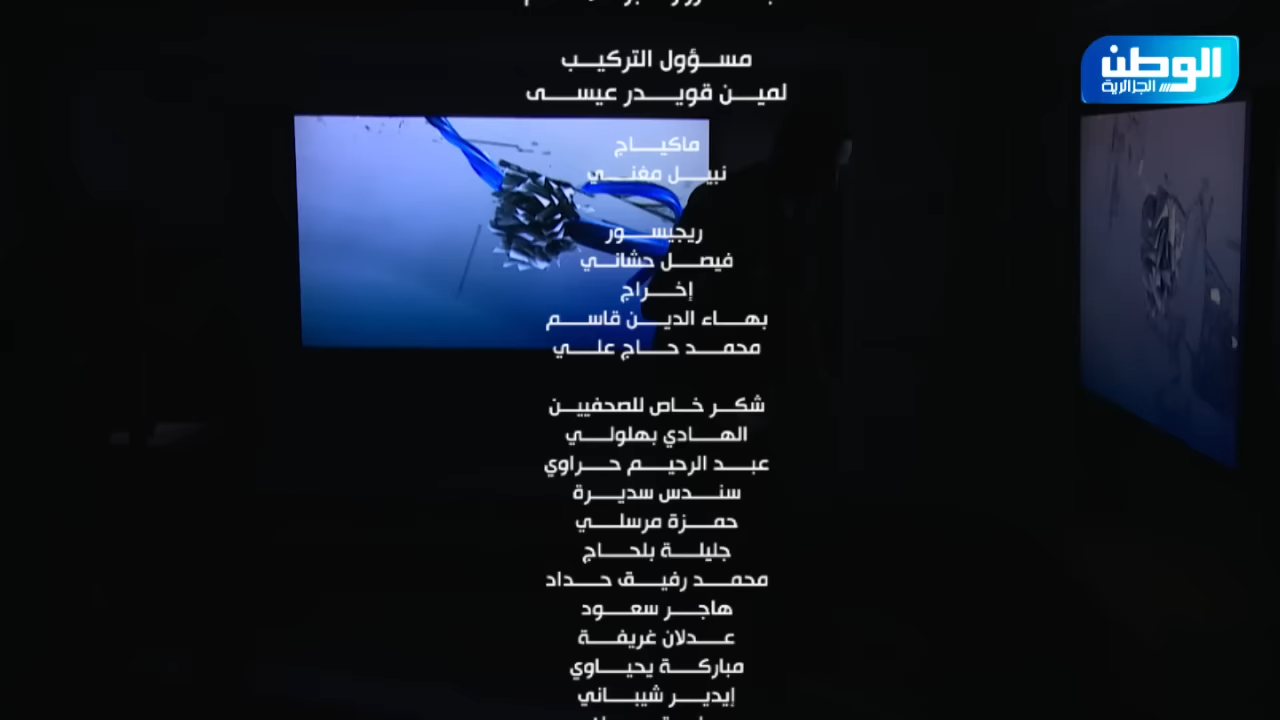 الوطن
الجزائرية
مسؤول التركيب
لمين قويدر عيسى
ماكياج
نبيل مغني
ريجيسور
فيصل حشاني
إخراج
بهاء الدين قاسم
محمد حاج علي
شكر خاص للصحفيين
الهادي بهلولي
عبد الرحيم حراوي
سندس سديرة
حمزة مرسلي
جليلة بلحاج
محمد رفيق حداد
هاجر سعود
عدلان غريفة
مباركة يحياوي
إيدير شيباني